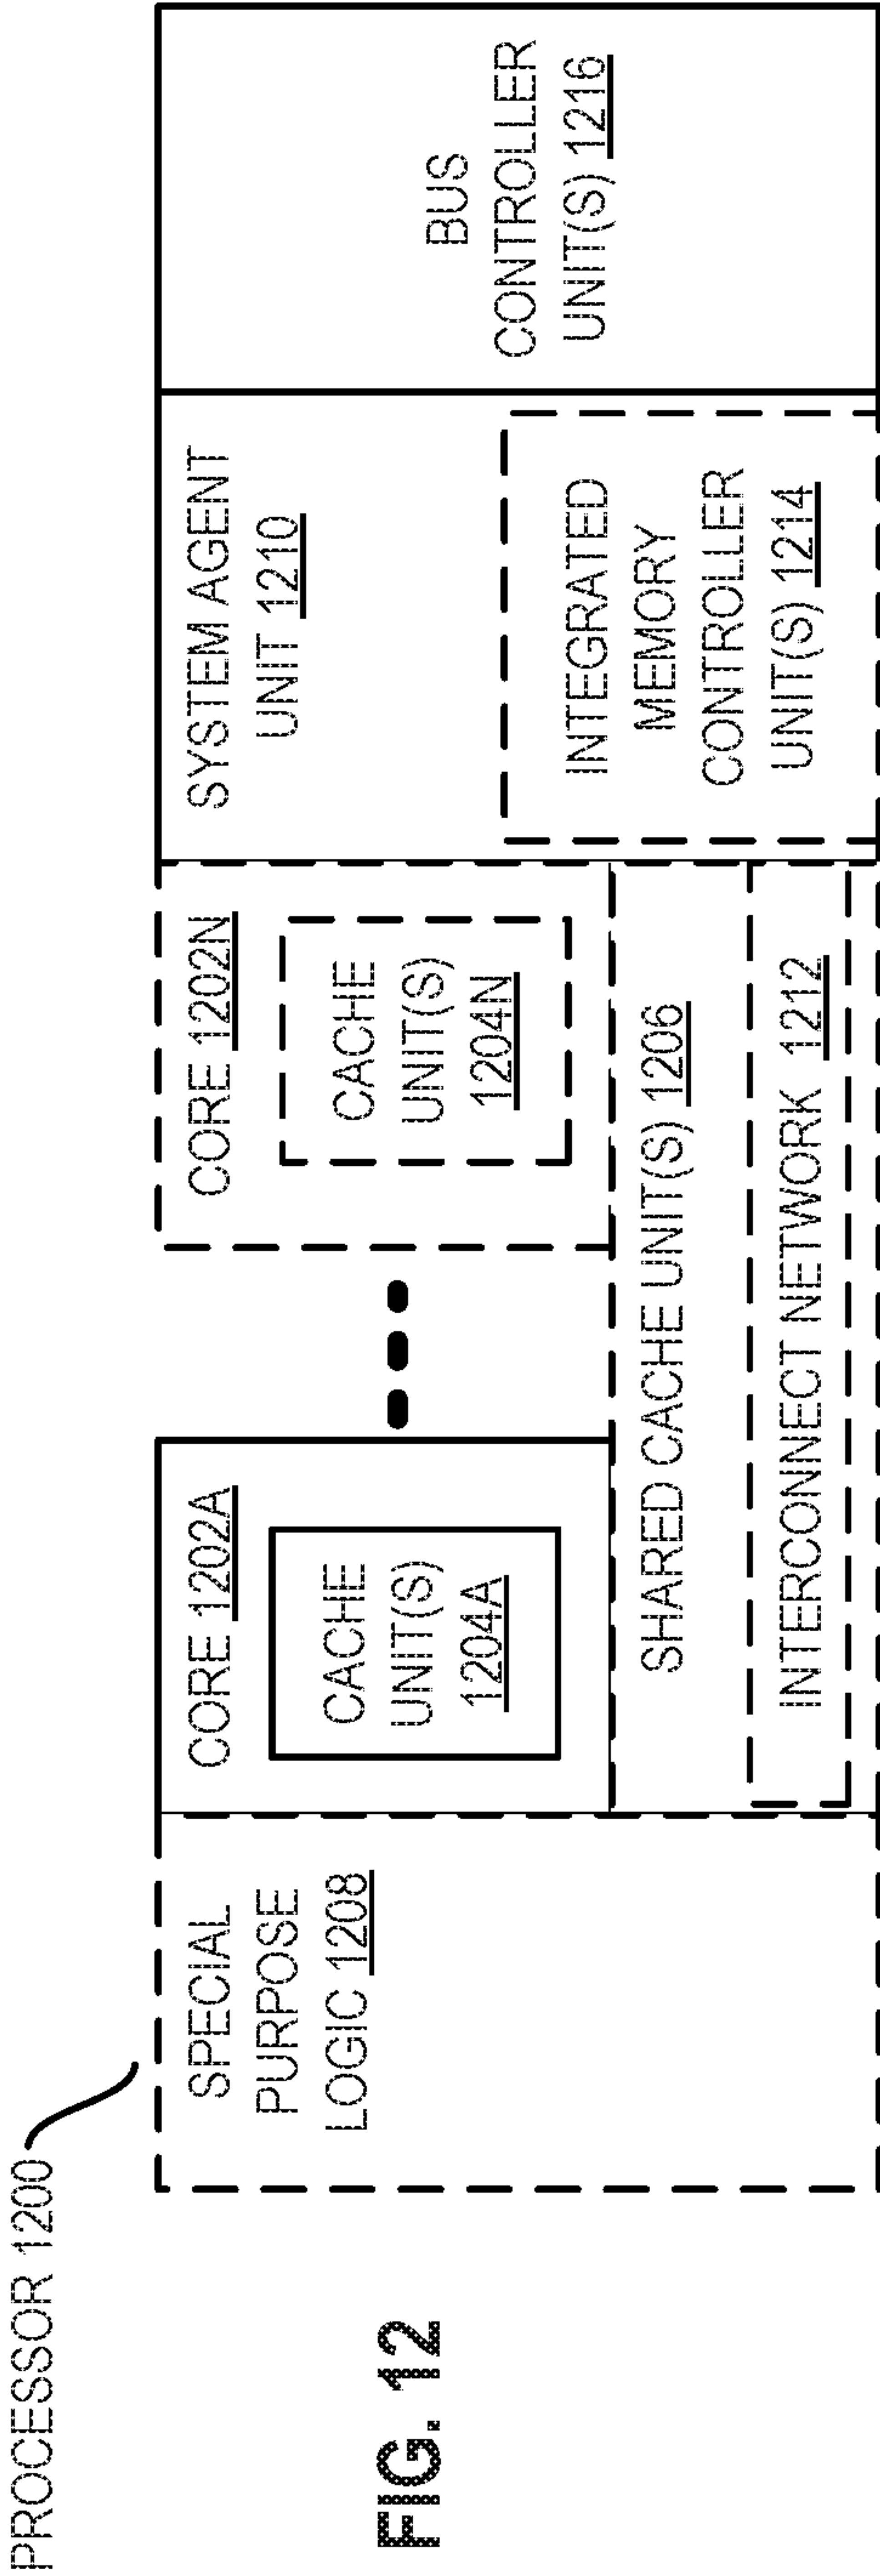 PROCESSOR 1200
SPECIAL
PURPOSE
LOGIC 1208
CORE 1202A
CACHE
UNIT(S)
1204A
CORE 1202N
CACHE
UNIT(S)
1204N
SHARED CACHE UNIT(S) 1206
INTERCONNECT NETWORK 1212
SYSTEM AGENT
UNIT 1210
INTEGRATED
MEMORY
CONTROLLER
UNIT(S) 1214
BUS
CONTROLLER
UNIT(S) 1216
FIG. 12